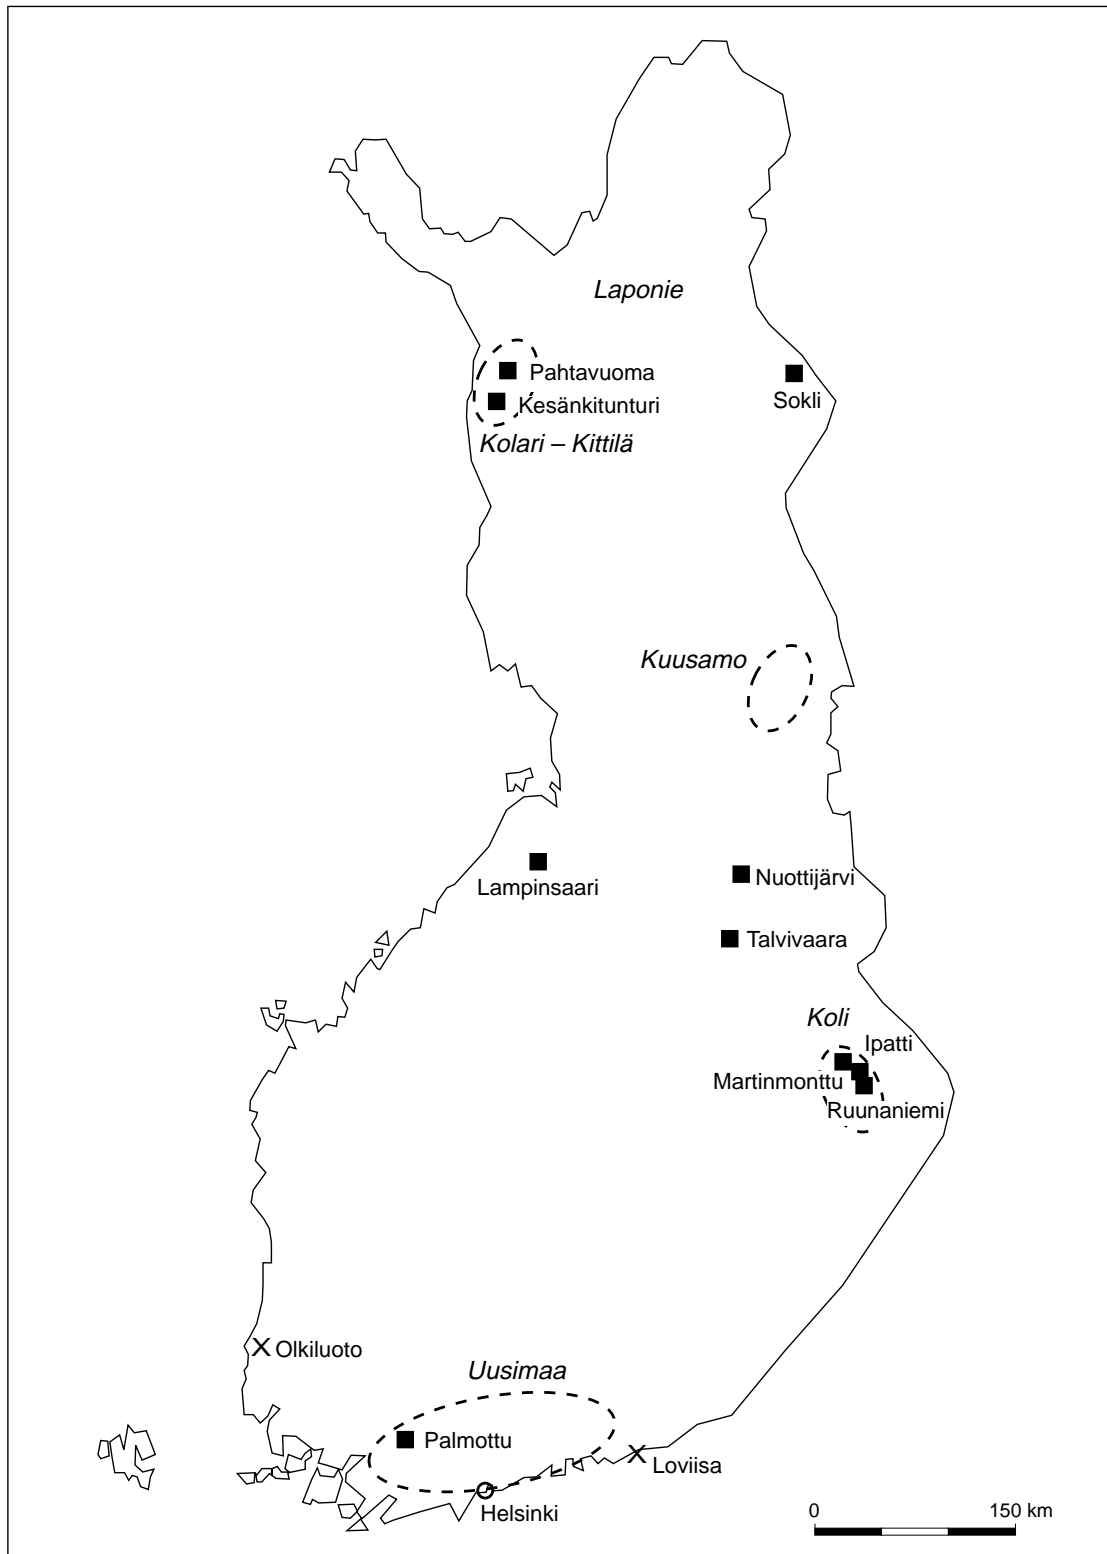 Laponie
Pahtavuoma
Kesänkitunturi
Sokli
Kolari – Kittilä
Kuusamo
Lampinsaari
Nuottijärvi
Talvivaara
Koli
Ipatti
Martinmonttu
Ruunaniemi
X Olkiluoto
Uusimaa
Palmottu
X Loviisa
Helsinki
0 150 km